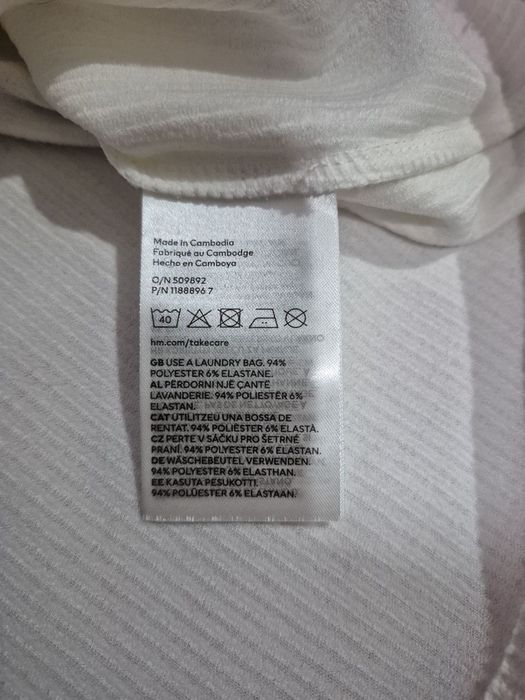 Made in Cambodia
Fabriqué au Cambodge
Hecho en Camboya
O/N 509892
P/N 1188896 7
40
hm.com/takecare
GB USE A LAUNDRY BAG. 94%
POLYESTER 6% ELASTANE.
AL PËRDORNI NJË ÇANTË
LAVANDERIE. 94% POLIESTËR 6%
ELASTAN.
CAT UTILITZEU UNA BOSSA DE
RENTAT. 94% POLIÈSTER 6% ELASTÀ.
CZ PERTE V SÁČKU PRO ŠETRNÉ
PRANÍ. 94% POLYESTER 6% ELASTAN.
DE WÄSCHEBEUTEL VERWENDEN.
94% POLYESTER 6% ELASTHAN.
EE KASUTA PESUKOTTI.
94% POLÜESTER 6% ELASTAAN.